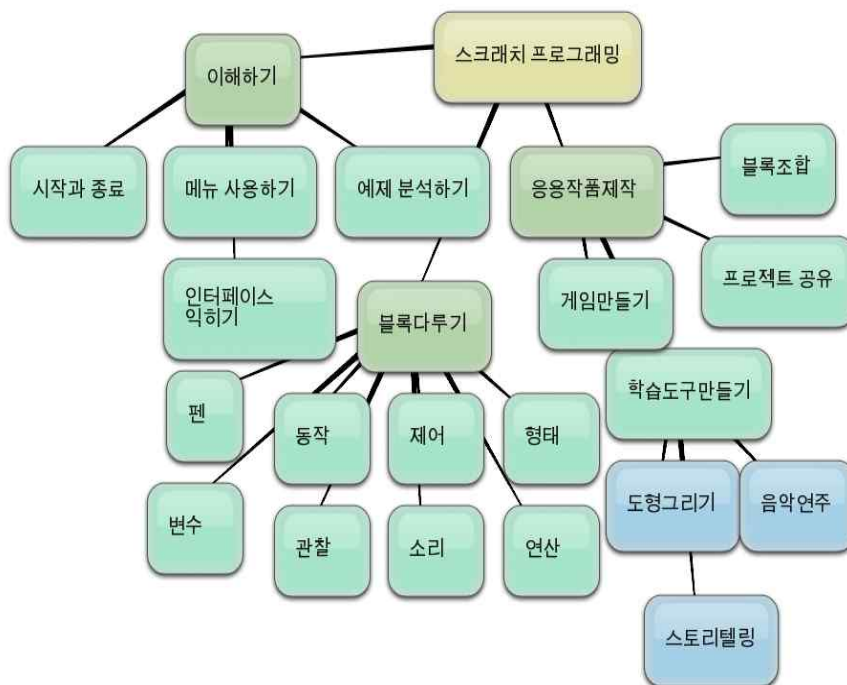 스크래치 프로그래밍
이해하기
시작과 종료
메뉴 사용하기
예제 분석하기
응용작품제작
블록조합
인터페이스
익히기
블록다루기
게임만들기
프로젝트 공유
펜
동작
제어
형태
학습도구만들기
변수
관찰
소리
연산
도형그리기
음악연주
스토리텔링